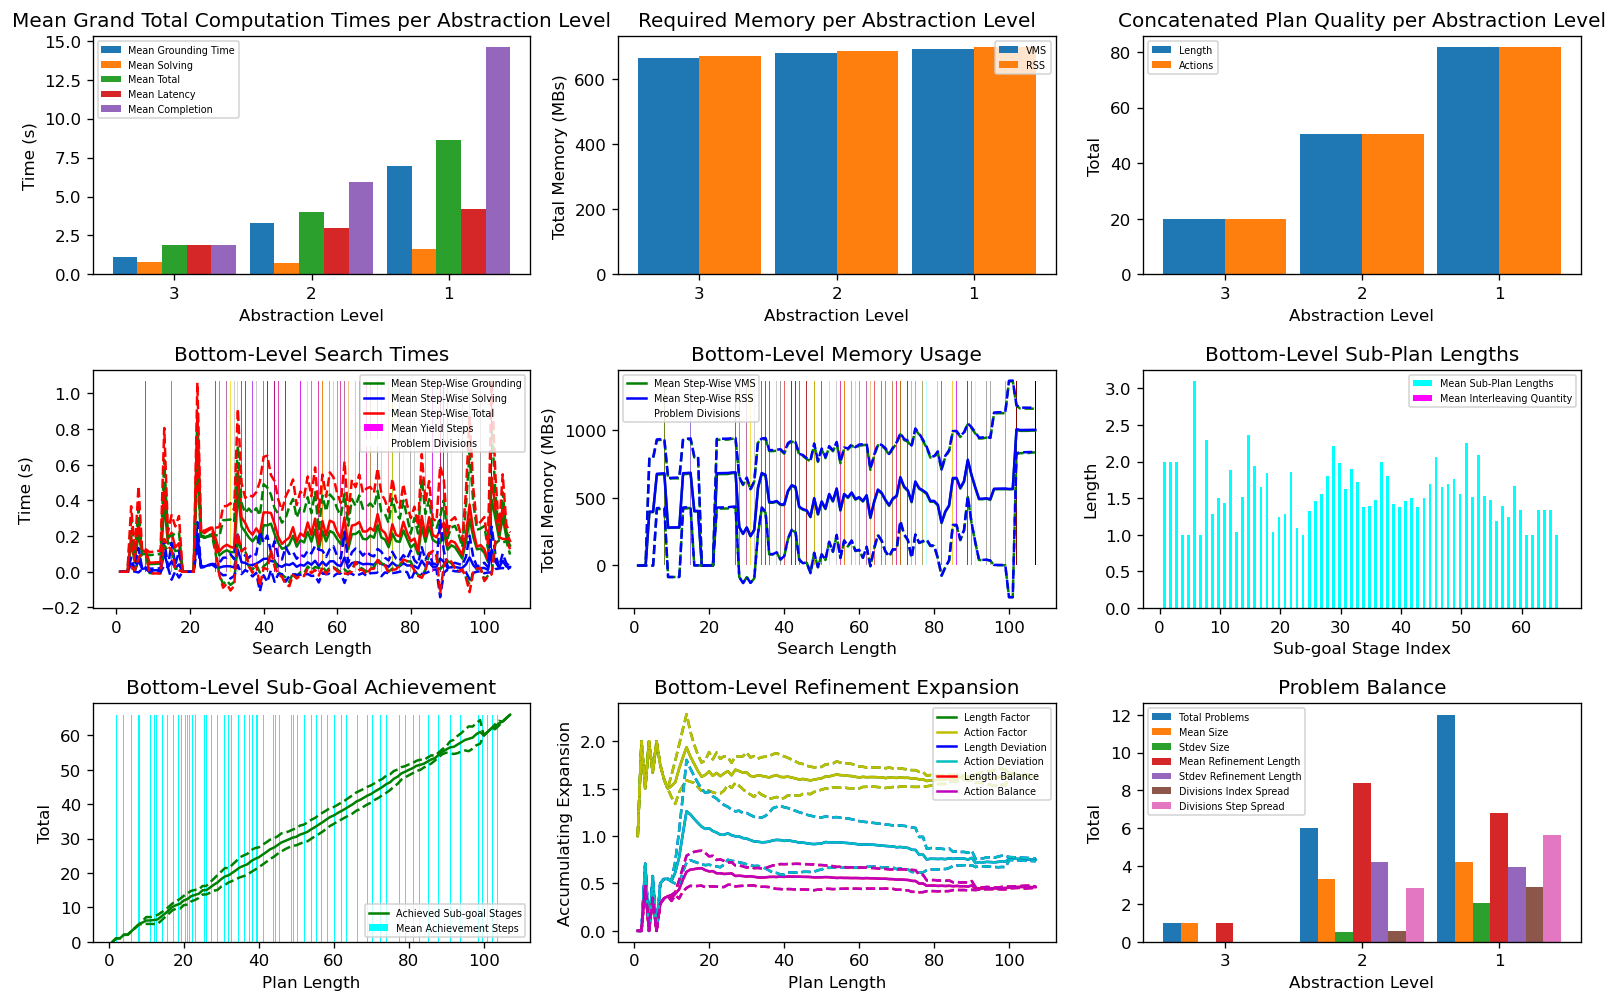 Mean Grand Total Computation Times per Abstraction Level
Time (s)
15.0
12.5
10.0
7.5
5.0
2.5
0.0
Mean Grounding Time
Mean Solving
Mean Total
Mean Latency
Mean Completion
3 2 1
Abstraction Level
Required Memory per Abstraction Level
Total Memory (MBs)
600
400
200
0
VMS
RSS
3 2 1
Abstraction Level
Concatenated Plan Quality per Abstraction Level
Total
80
60
40
20
0
Length
Actions
3 2 1
Abstraction Level
Bottom-Level Search Times
Time (s)
1.0
0.8
0.6
0.4
0.2
0.0
−0.2
Mean Step-Wise Grounding
Mean Step-Wise Solving
Mean Step-Wise Total
Mean Yield Steps
Problem Divisions
0 20 40 60 80 100
Search Length
Bottom-Level Memory Usage
Total Memory (MBs)
1000
500
0
Mean Step-Wise VMS
Mean Step-Wise RSS
Problem Divisions
0 20 40 60 80 100
Search Length
Bottom-Level Sub-Plan Lengths
Length
3.0
2.5
2.0
1.5
1.0
0.5
0.0
Mean Sub-Plan Lengths
Mean Interleaving Quantity
0 10 20 30 40 50 60
Sub-goal Stage Index
Bottom-Level Sub-Goal Achievement
Total
60
50
40
30
20
10
0
Achieved Sub-goal Stages
Mean Achievement Steps
0 20 40 60 80 100
Plan Length
Bottom-Level Refinement Expansion
Accumulating Expansion
2.0
1.5
1.0
0.5
0.0
Length Factor
Action Factor
Length Deviation
Action Deviation
Length Balance
Action Balance
0 20 40 60 80 100
Plan Length
Problem Balance
Total
12
10
8
6
4
2
0
Total Problems
Mean Size
Stdev Size
Mean Refinement Length
Stdev Refinement Length
Divisions Index Spread
Divisions Step Spread
3 2 1
Abstraction Level